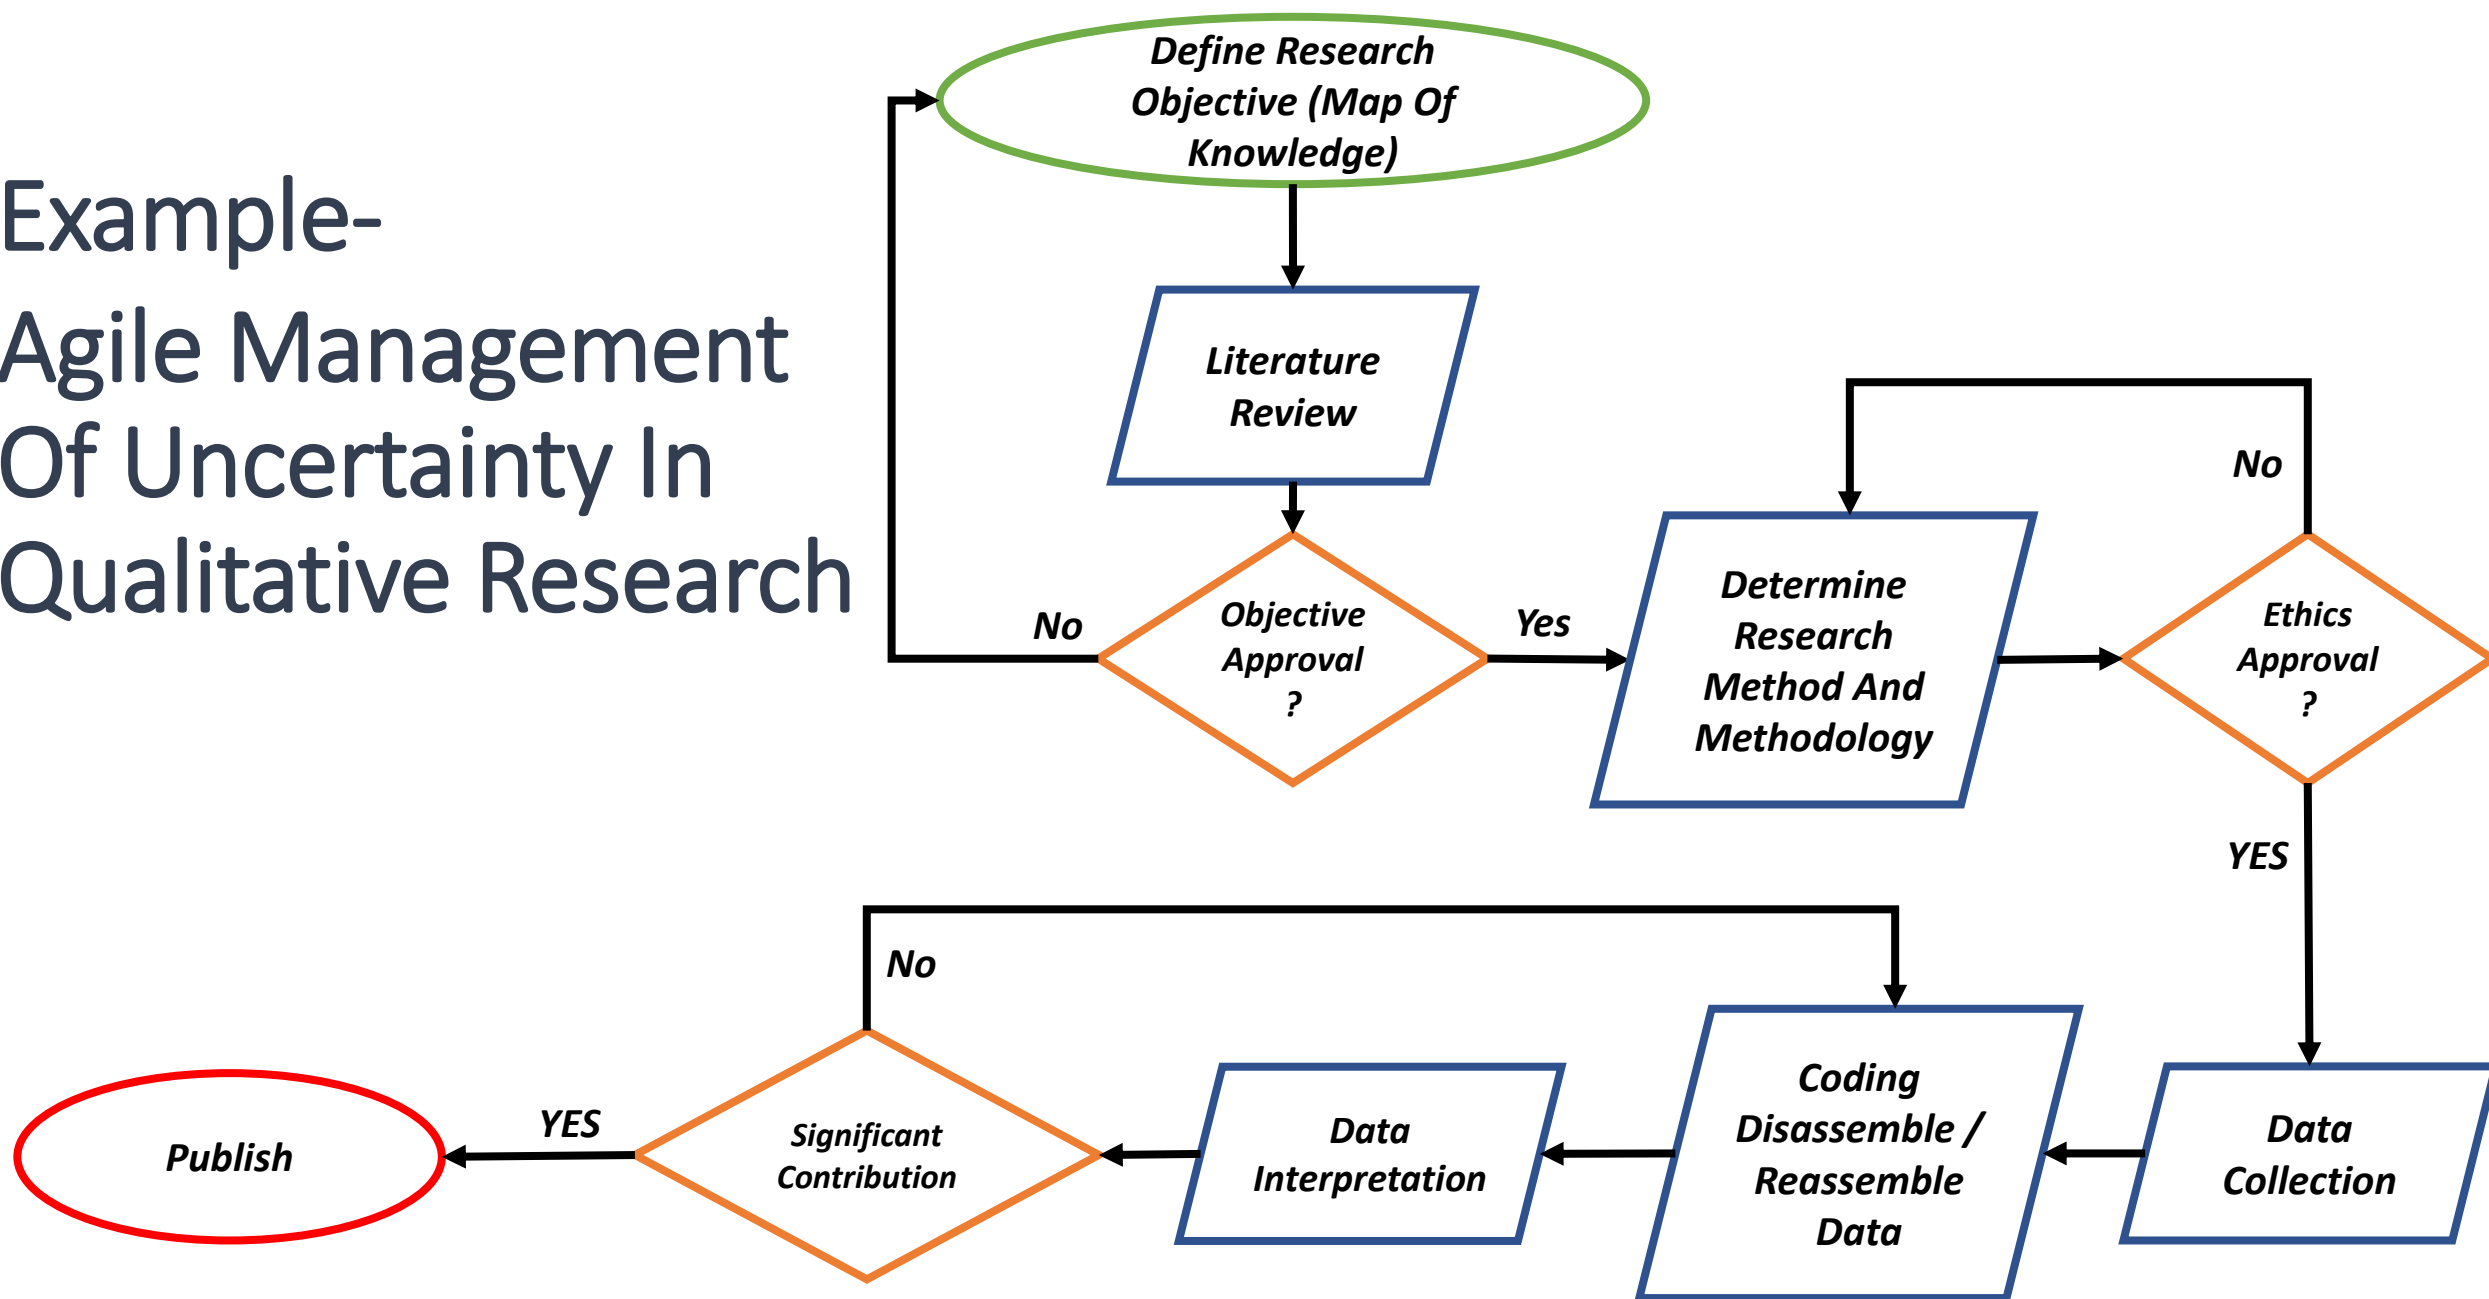 Example-
Agile Management
Of Uncertainty In
Qualitative Research
Define Research
Objective (Map Of
Knowledge)
Literature
Review
Objective
Approval
?
No
Yes
Determine
Research
Method And
Methodology
No
Ethics
Approval
?
YES
Data
Collection
Coding
Disassemble /
Reassemble
Data
Data
Interpretation
Significant
Contribution
No
YES
Publish